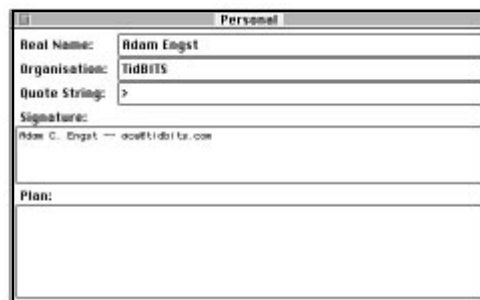 Personal
Real Name: Adam Engst
Organisation: TidBITS
Quote String: >
Signature:
Adam C. Engst -- ace@tidbits.com
Plan: